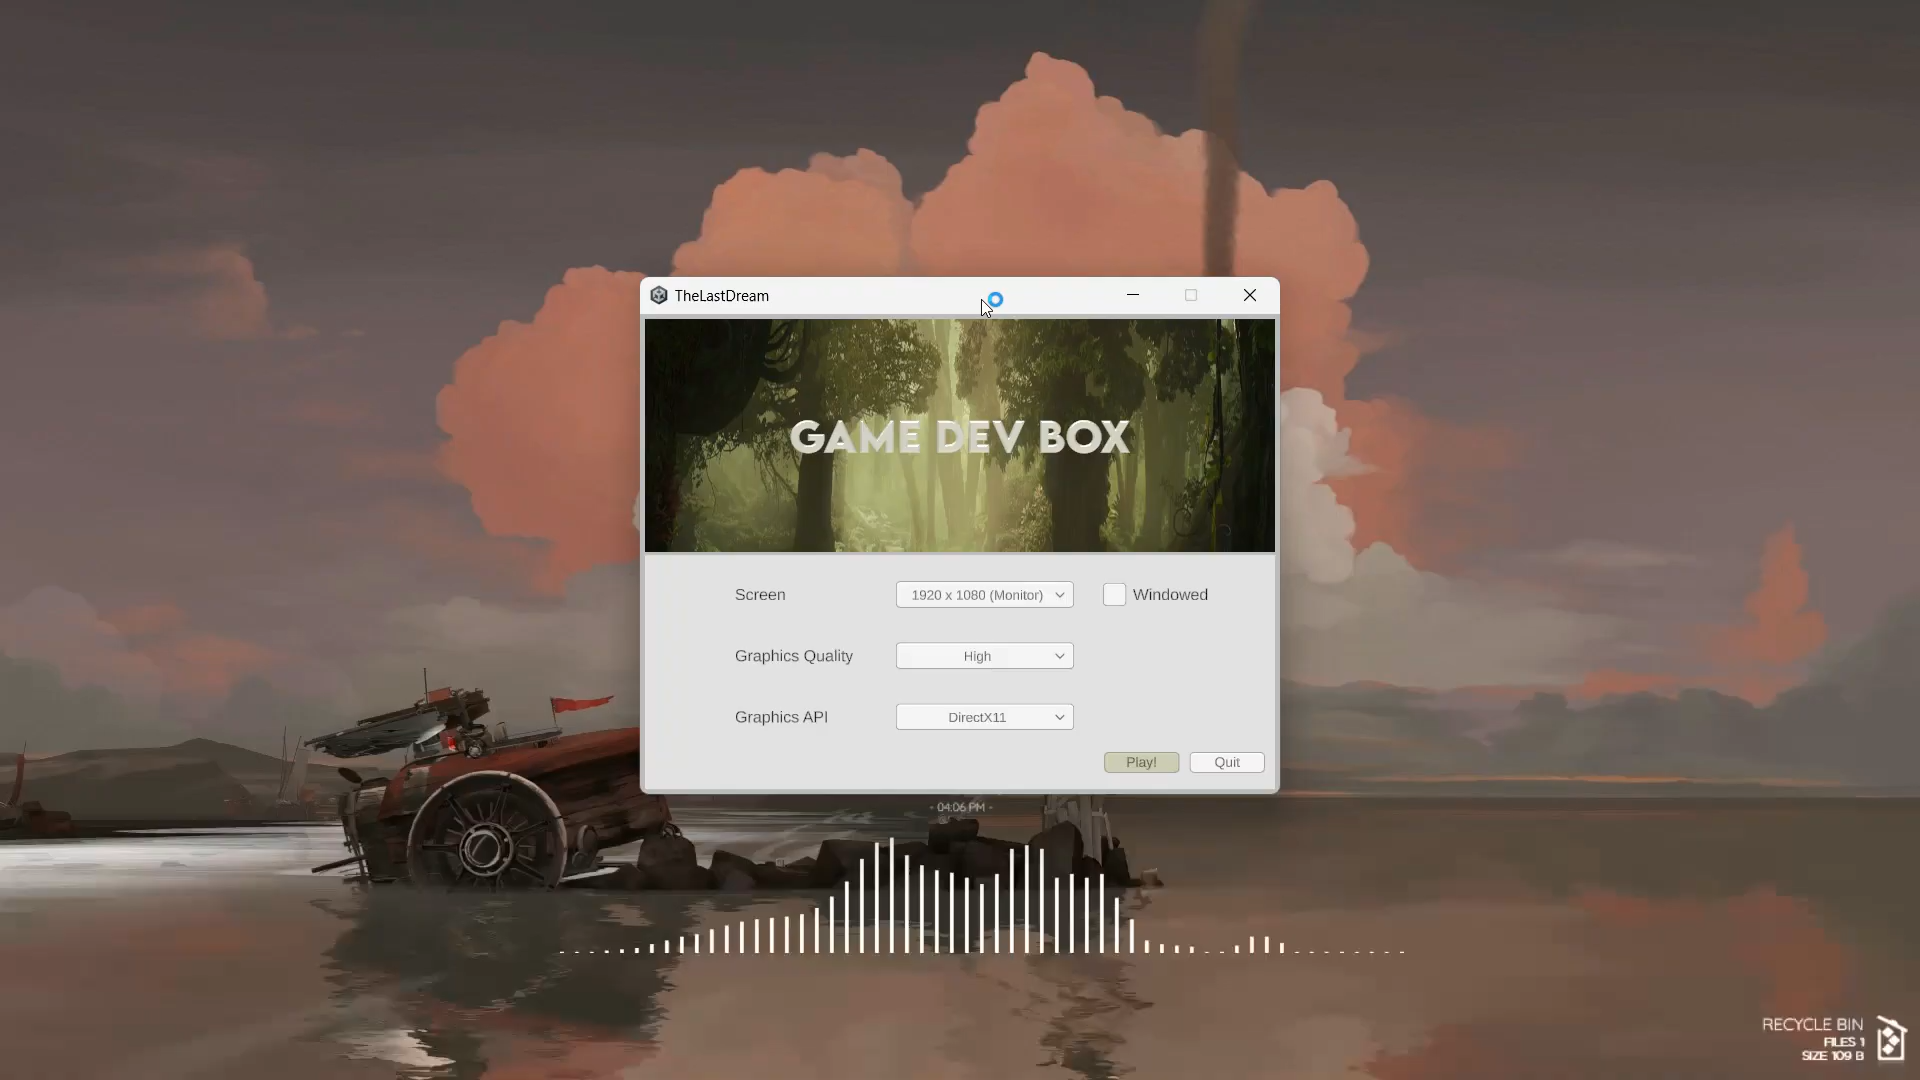 TheLastDream
GAME DEV BOX
Screen
1920 x 1080 (Monitor)
Windowed
Graphics Quality
High
Graphics API
DirectX11
Play!
Quit
- 04:06 PM -
RECYCLE BIN
FILES 1
SIZE 109 B